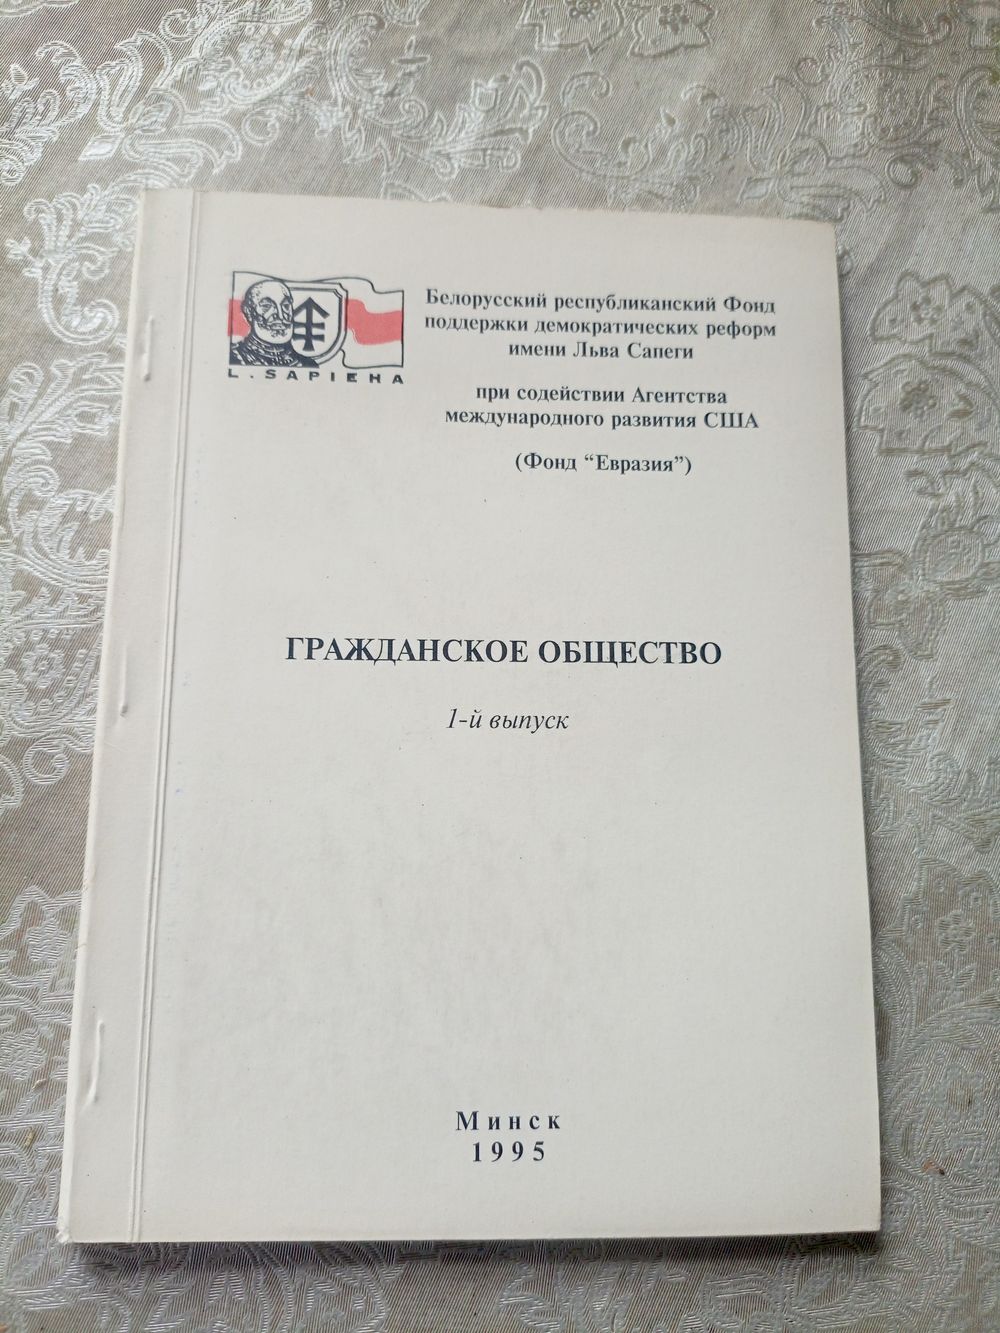 L. SAPIEHA
Белорусский республиканский Фонд
поддержки демократических реформ
имени Льва Сапеги
при содействии Агентства
международного развития США
(Фонд “Евразия”)
ГРАЖДАНСКОЕ ОБЩЕСТВО
1-й выпуск
Минск
1995